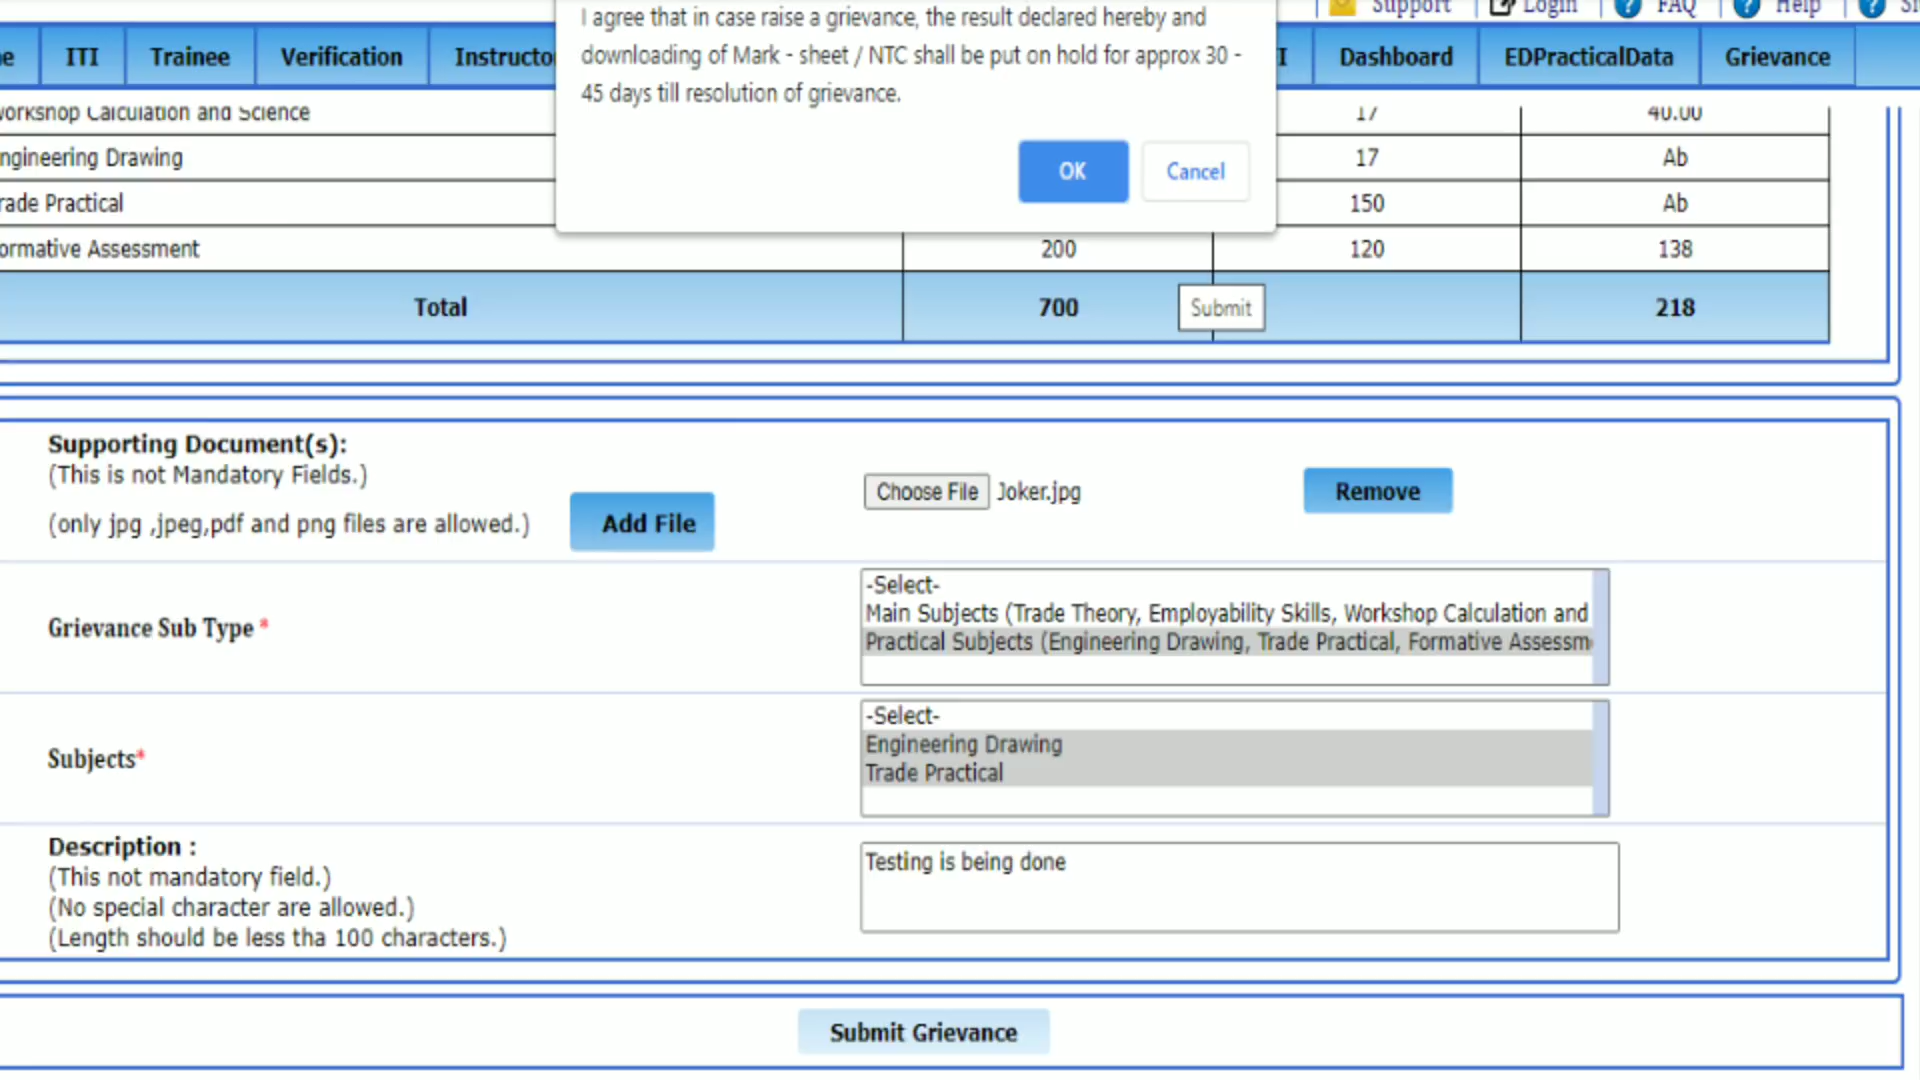 I agree that in case raise a grievance, the result declared hereby and
downloading of Mark - sheet / NTC shall be put on hold for approx 30 -
45 days till resolution of grievance.
OK Cancel
Support Login FAQ Help
ITI Trainee Verification Dashboard EDPracticalData Grievance
Calculation and Science 17 40.00
ngineering Drawing 17 Ab
rade Practical 150 Ab
ormative Assessment 200 120 138
Total 700 218
Submit
Supporting Document(s):
(This is not Mandatory Fields.)
(only jpg ,jpeg,pdf and png files are allowed.)
Add File
Choose File Joker.jpg Remove
Grievance Sub Type *
-Select-
Main Subjects (Trade Theory, Employability Skills, Workshop Calculation and
Practical Subjects (Engineering Drawing, Trade Practical, Formative Assessm
Subjects*
-Select-
Engineering Drawing
Trade Practical
Description :
(This not mandatory field.)
(No special character are allowed.)
(Length should be less tha 100 characters.)
Testing is being done
Submit Grievance